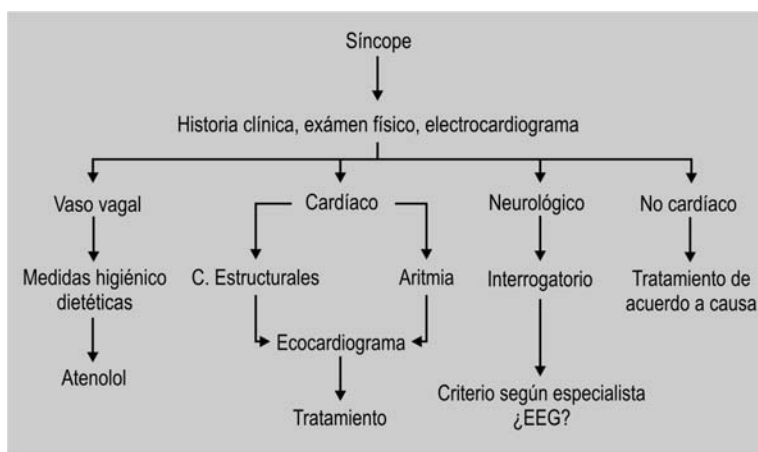 Síncope
Historia clínica, exámen físico, electrocardiograma
Vaso vagal
Cardíaco
Neurológico
No cardíaco
Medidas higiénico
dietéticas
C. Estructurales
Aritmia
Interrogatorio
Tratamiento de
acuerdo a causa
Ecocardiograma
Atenolol
Tratamiento
Criterio según especialista
¿EEG?